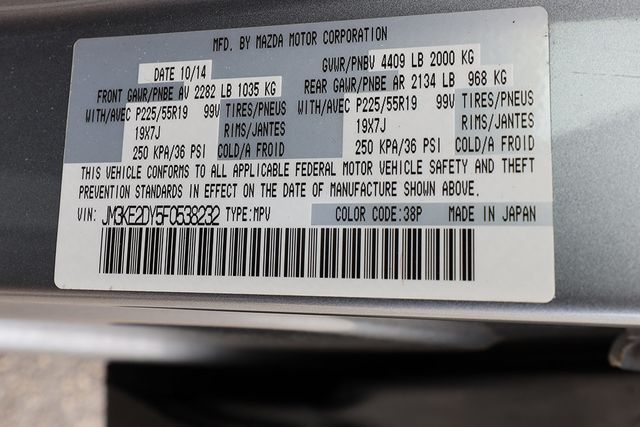 MFD. BY MAZDA MOTOR CORPORATION
DATE 10/14 GVWR/PNBV 4409 LB 2000 KG
FRONT GAWR/PNBE AV 2282 LB 1035 KG REAR GAWR/PNBE AR 2134 LB 968 KG
WITH/AVEC P225/55R19 99V TIRES/PNEUS WITH/AVEC P225/55R19 99V TIRES/PNEUS
19X7J RIMS/JANTES 19X7J RIMS/JANTES
250 KPA/36 PSI COLD/A FROID 250 KPA/36 PSI COLD/A FROID
THIS VEHICLE CONFORMS TO ALL APPLICABLE FEDERAL MOTOR VEHICLE SAFETY AND THEFT
PREVENTION STANDARDS IN EFFECT ON THE DATE OF MANUFACTURE SHOWN ABOVE.
VIN: JM3KE2DY5F0538232 TYPE:MPV COLOR CODE:38P MADE IN JAPAN